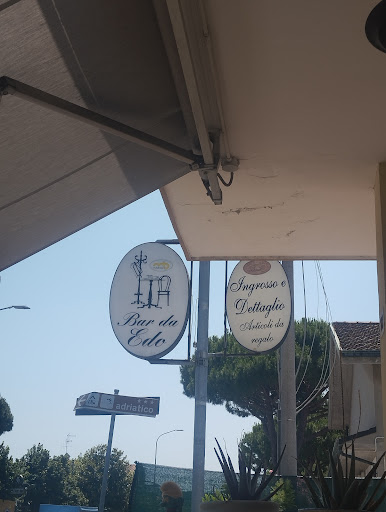 Bar da
Edo
Ingrosso e
Dettaglio
Articoli da
regalo
adriatico